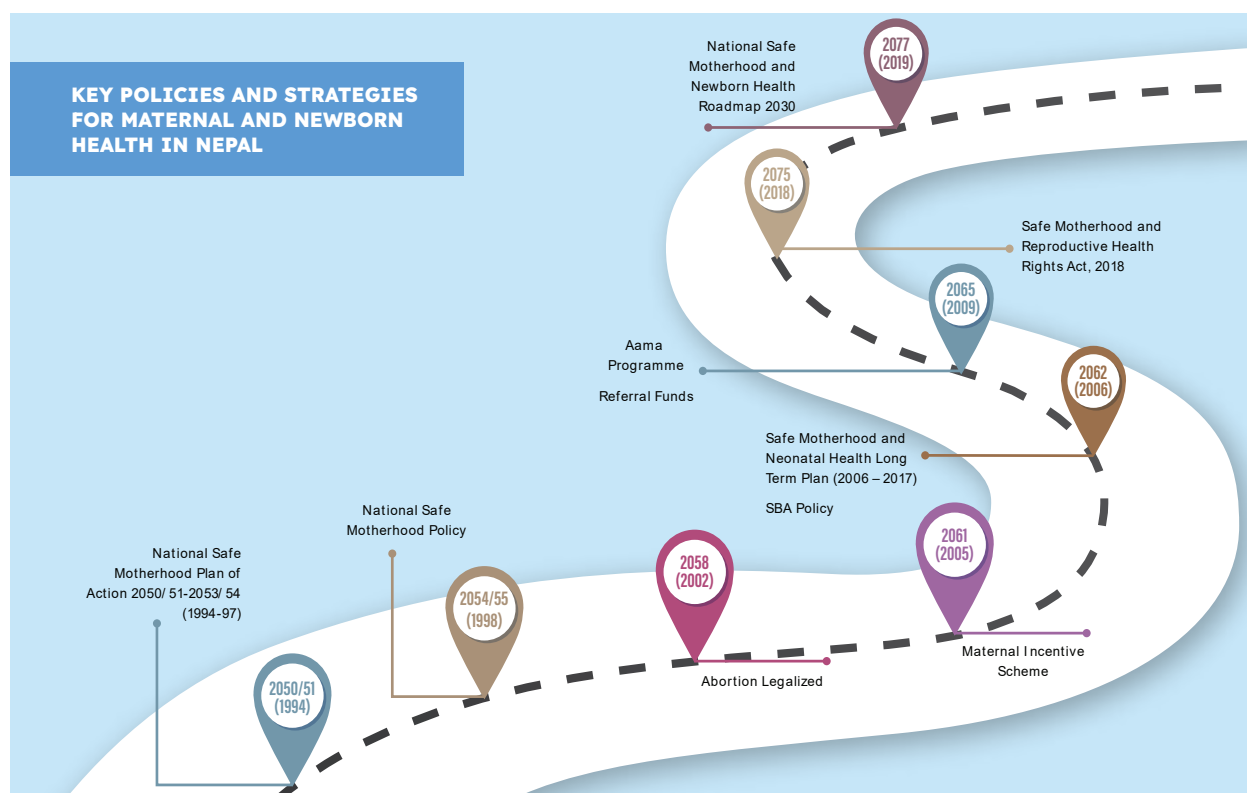 KEY POLICIES AND STRATEGIES
FOR MATERNAL AND NEWBORN
HEALTH IN NEPAL
National Safe
Motherhood and
Newborn Health
Roadmap 2030
2077
(2019)
2075
(2018)
Safe Motherhood and
Reproductive Health
Rights Act, 2018
2065
(2009)
Aama
Programme
Referral Funds
2062
(2006)
Safe Motherhood and
Neonatal Health Long
Term Plan (2006 – 2017)
SBA Policy
2061
(2005)
Maternal Incentive
Scheme
2058
(2002)
Abortion Legalized
National Safe
Motherhood Policy
2054/55
(1998)
National Safe
Motherhood Plan of
Action 2050/ 51-2053/ 54
(1994-97)
2050/51
(1994)